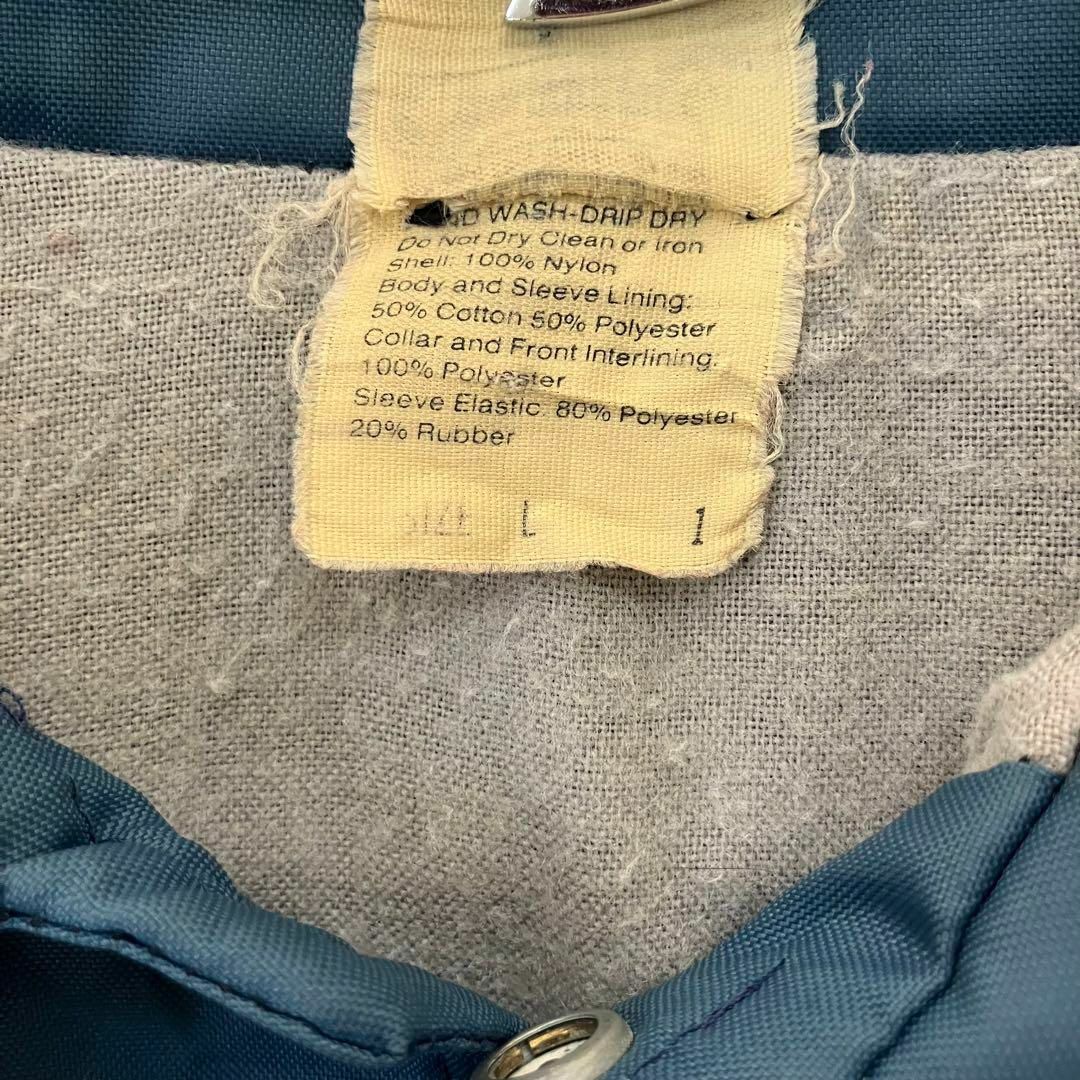 WASH-DRIP DRY
Do Not Dry Clean or Iron
Shell: 100% Nylon
Body and Sleeve Lining:
50% Cotton 50% Polyester
Collar and Front Interlining:
100% Polyester
Sleeve Elastic: 80% Polyester
20% Rubber
SIZE L 1